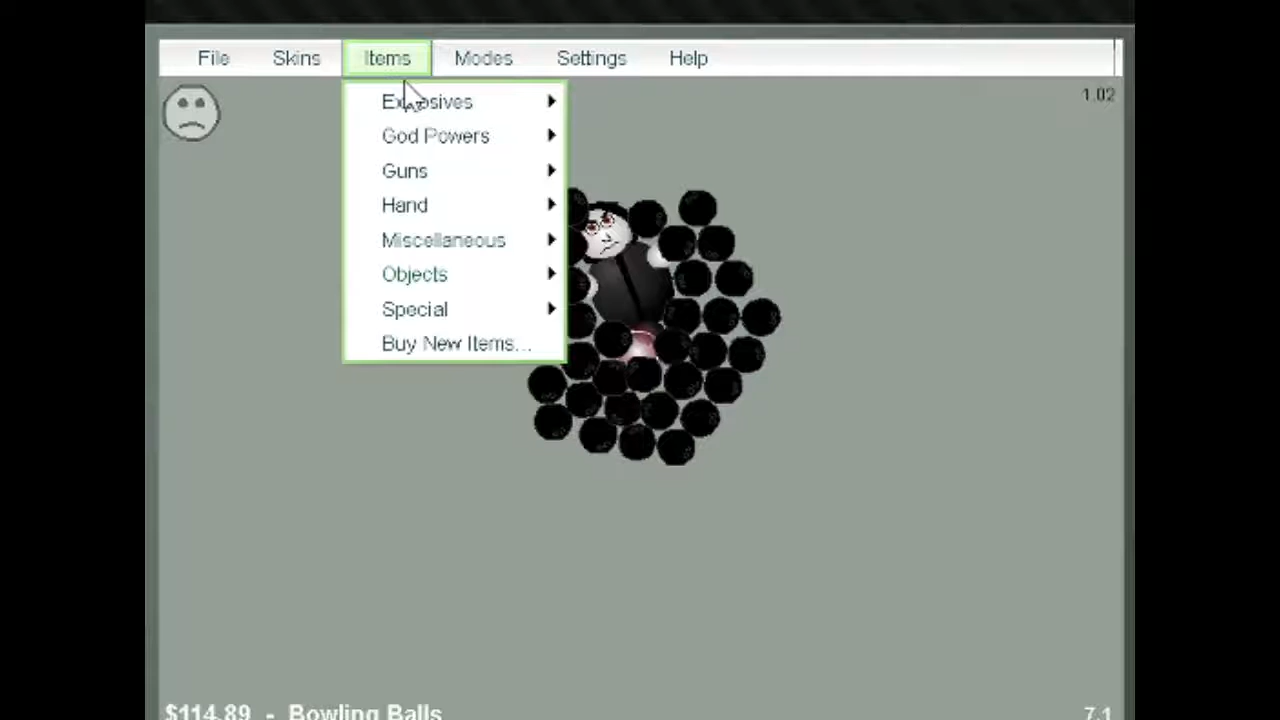 File Skins Items Modes Settings Help
1.02
Explosives
God Powers
Guns
Hand
Miscellaneous
Objects
Special
Buy New Items...
$114.89 - Bowling Balls
7.1